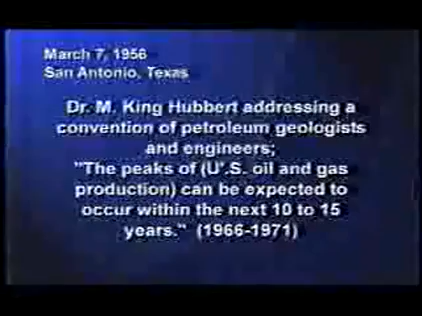 March 7, 1956
San Antonio, Texas
Dr. M. King Hubbert addressing a
convention of petroleum geologists
and engineers;
"The peaks of (U.S. oil and gas
production) can be expected to
occur within the next 10 to 15
years." (1966-1971)